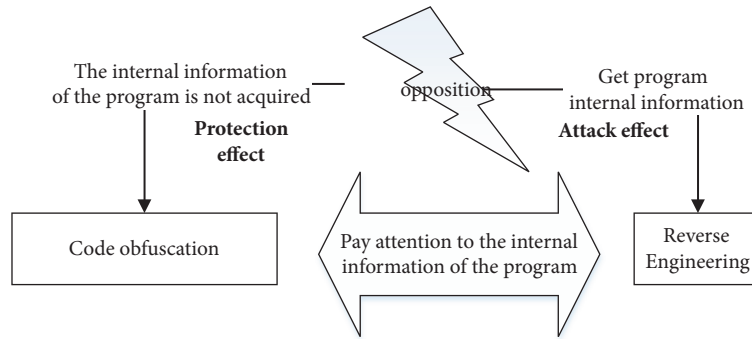 The internal information
of the program is not acquired
Protection
effect
opposition
Get program
internal information
Attack effect
Code obfuscation
Pay attention to the internal
information of the program
Reverse
Engineering